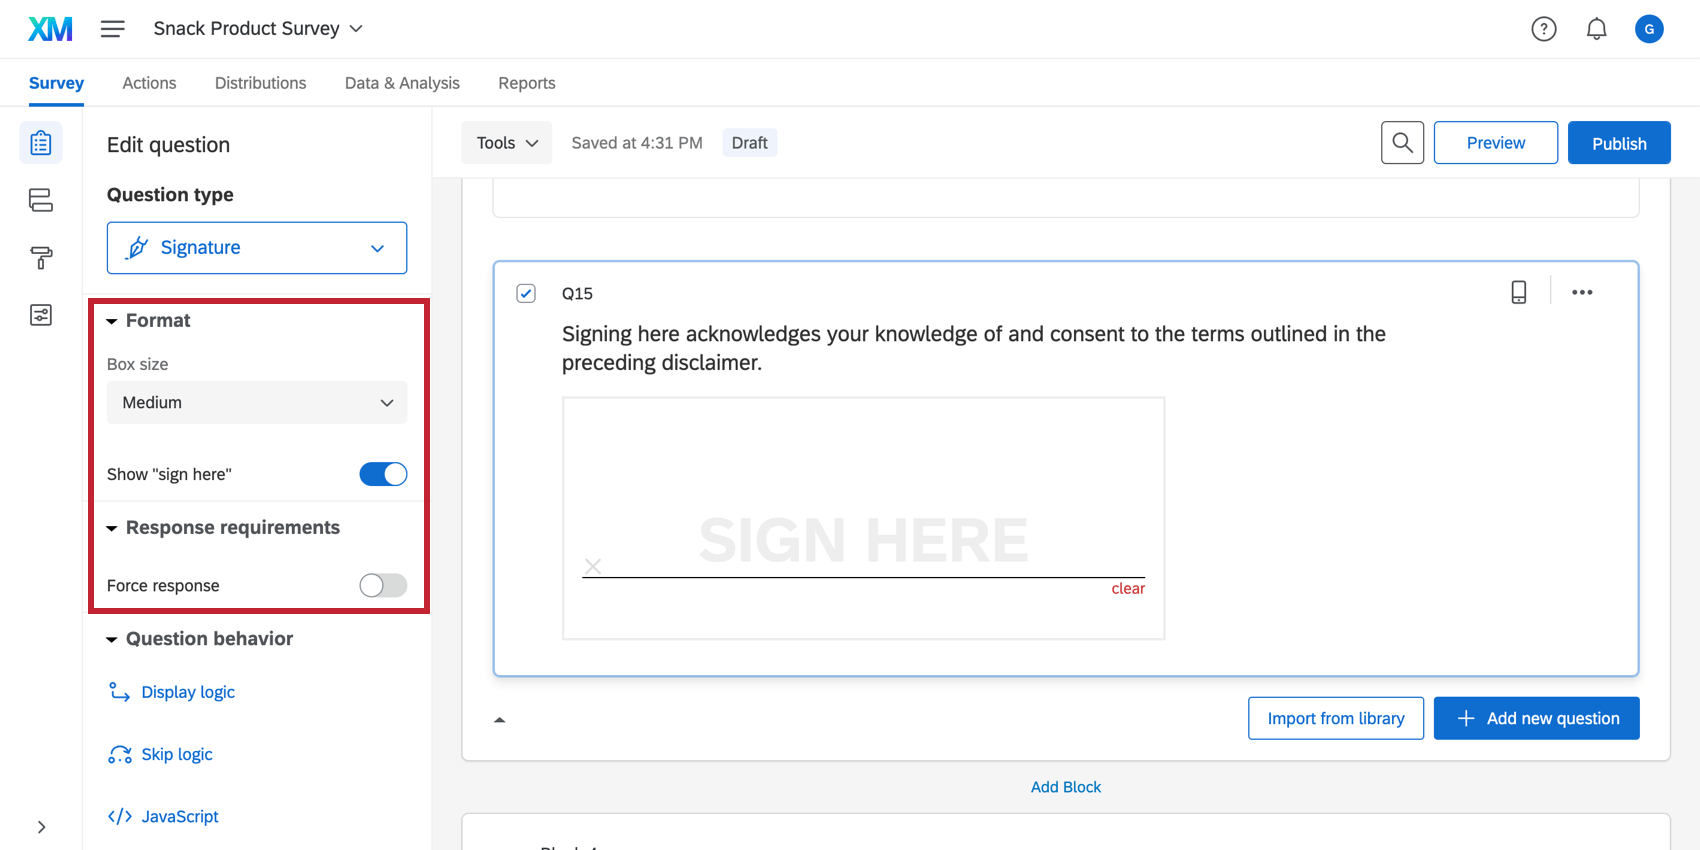 XM
Snack Product Survey
?
G
Survey
Actions
Distributions
Data & Analysis
Reports
Edit question
Question type
Signature
Format
Box size
Medium
Show "sign here"
Response requirements
Force response
Question behavior
Display logic
Skip logic
</> JavaScript
Tools
Saved at 4:31 PM
Draft
Preview
Publish
Q15
Signing here acknowledges your knowledge of and consent to the terms outlined in the
preceding disclaimer.
SIGN HERE
clear
Import from library
+ Add new question
Add Block